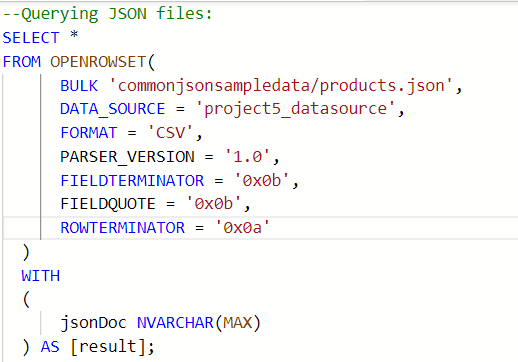 --Querying JSON files:
SELECT *
FROM OPENROWSET(
BULK 'commonjsonsampledata/products.json',
DATA_SOURCE = 'project5_datasource',
FORMAT = 'CSV',
PARSER_VERSION = '1.0',
FIELDTERMINATOR = '0x0b',
FIELDQUOTE = '0x0b',
ROWTERMINATOR = '0x0a'
)
WITH
(
jsonDoc NVARCHAR(MAX)
) AS [result];